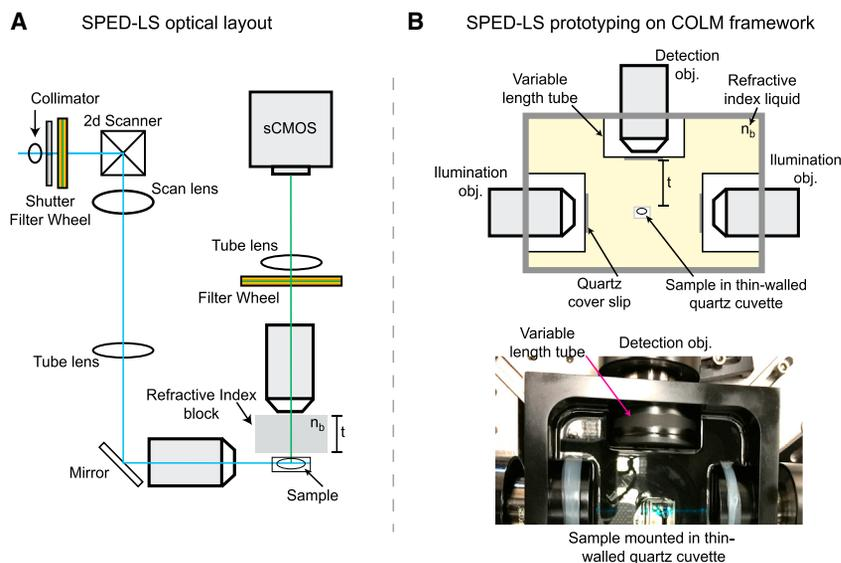 A
SPED-LS optical layout
Collimator
2d Scanner
sCMOS
Scan lens
Shutter
Filter Wheel
Tube lens
Filter Wheel
Tube lens
Refractive Index
block
nb
t
Mirror
Sample
B
SPED-LS prototyping on COLM framework
Detection
obj.
Variable
length tube
Refractive
index liquid
nb
Ilumination
obj.
Ilumination
obj.
t
Quartz
cover slip
Sample in thin-walled
quartz cuvette
Variable
length tube
Detection obj.
Sample mounted in thin-
walled quartz cuvette